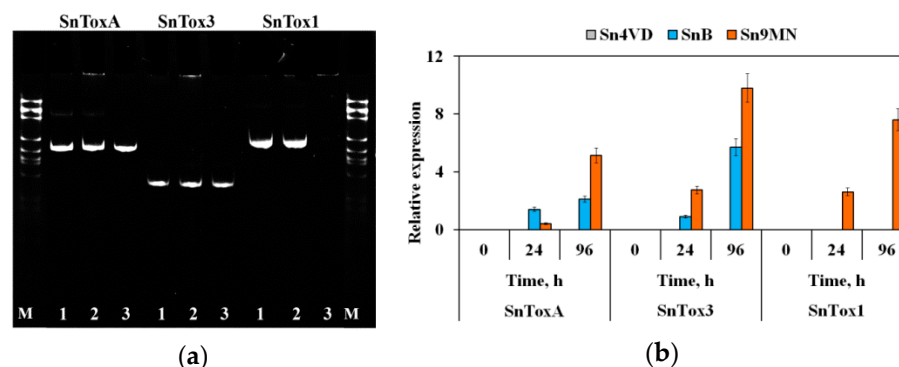 SnToxA SnTox3 SnTox1
M 1 2 3 1 2 3 1 2 3 M
(a)
Sn4VD SnB Sn9MN
12
8
4
0
Relative expression
0 24 96 0 24 96 0 24 96
Time, h Time, h Time, h
SnToxA SnTox3 SnTox1
(b)